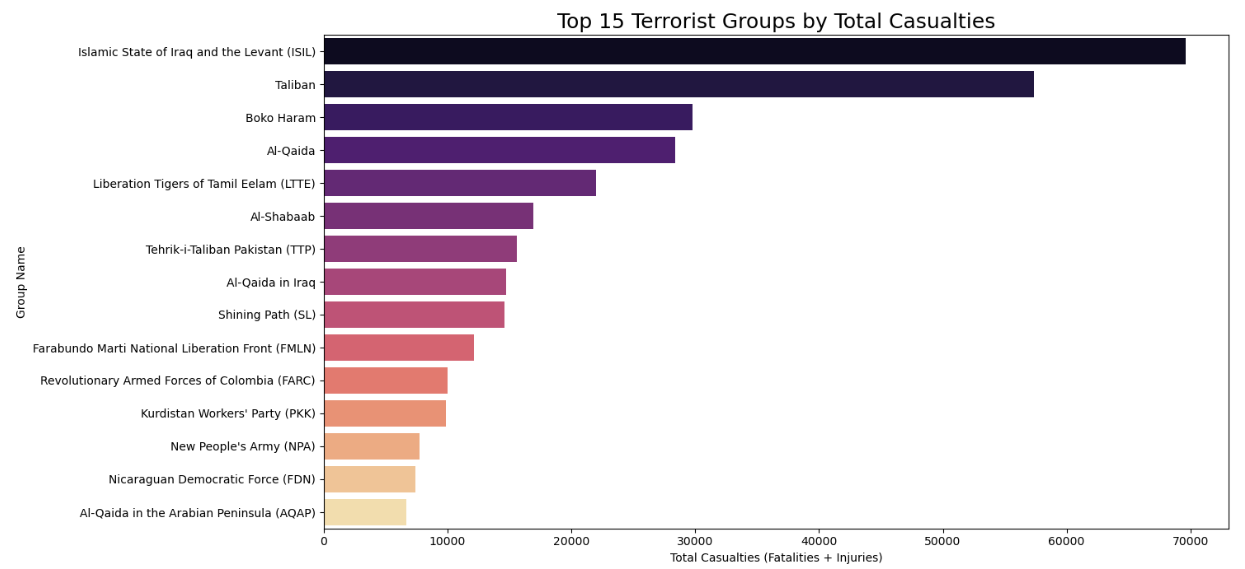 Top 15 Terrorist Groups by Total Casualties
Group Name
Islamic State of Iraq and the Levant (ISIL)
Taliban
Boko Haram
Al-Qaida
Liberation Tigers of Tamil Eelam (LTTE)
Al-Shabaab
Tehrik-i-Taliban Pakistan (TTP)
Al-Qaida in Iraq
Shining Path (SL)
Farabundo Marti National Liberation Front (FMLN)
Revolutionary Armed Forces of Colombia (FARC)
Kurdistan Workers' Party (PKK)
New People's Army (NPA)
Nicaraguan Democratic Force (FDN)
Al-Qaida in the Arabian Peninsula (AQAP)
0 10000 20000 30000 40000 50000 60000 70000
Total Casualties (Fatalities + Injuries)